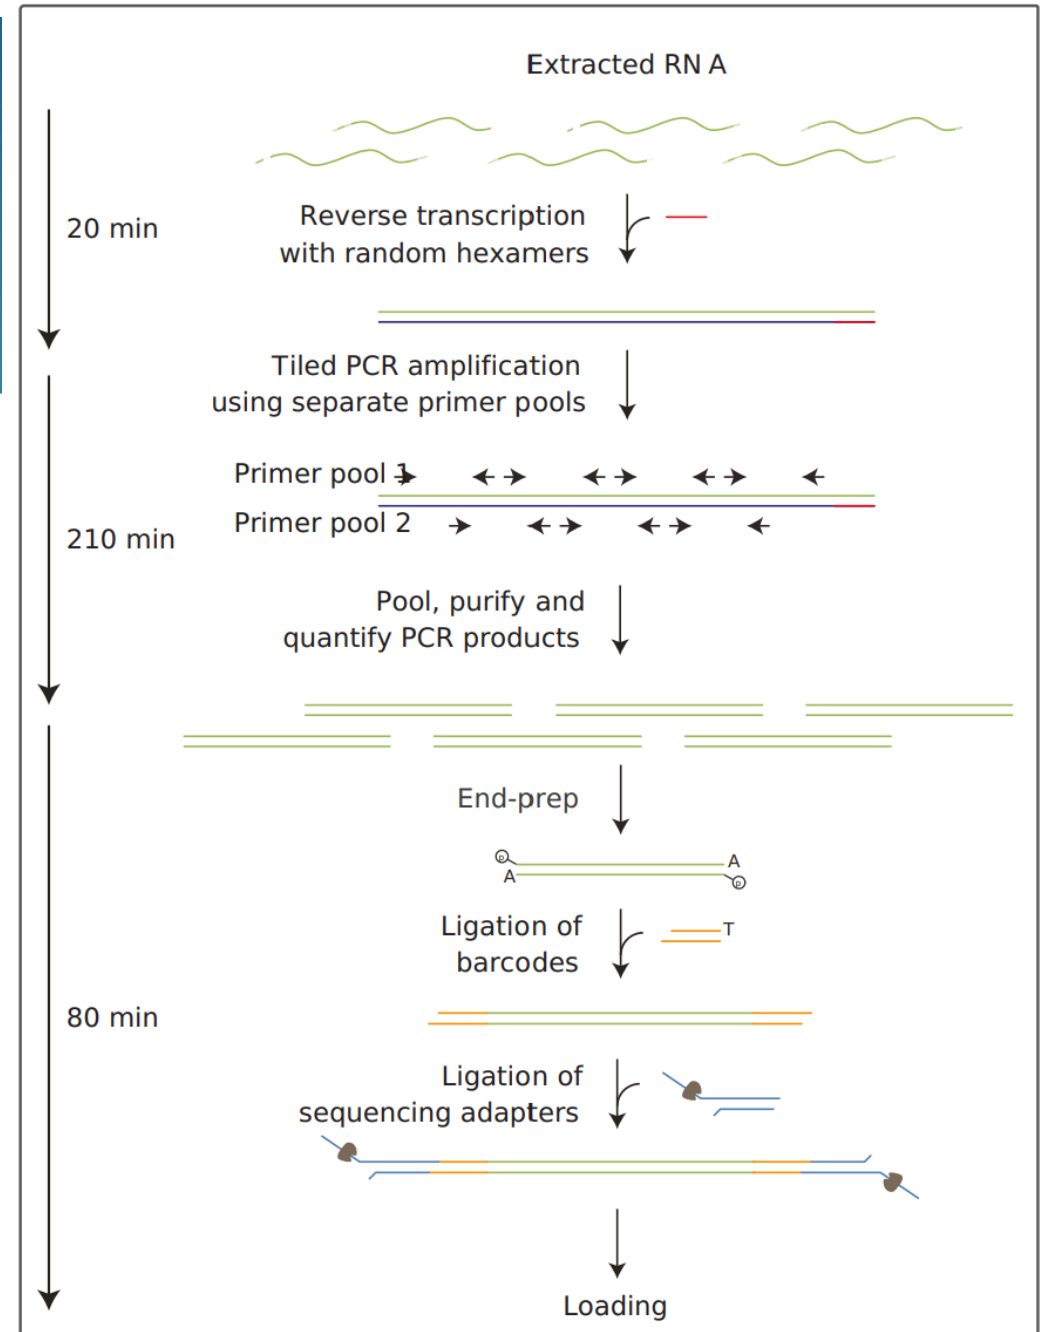 Extracted RN A
20 min
Reverse transcription
with random hexamers
Tiled PCR amplification
using separate primer pools
Primer pool 1
Primer pool 2
210 min
Pool, purify and
quantify PCR products
End-prep
p
A
A
p
Ligation of
barcodes
T
80 min
Ligation of
sequencing adapters
Loading